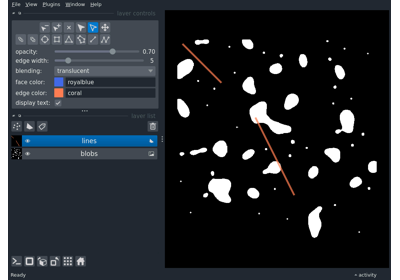 File View Plugins Window Help
layer controls
opacity: 0.70
edge width: 5
blending: translucent
face color: royalblue
edge color: coral
display text:
layer list
lines
blobs
Ready
activity